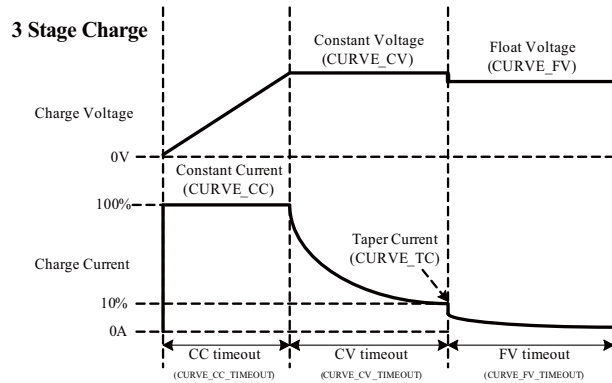 3 Stage Charge
Constant Voltage
(CURVE_CV)
Float Voltage
(CURVE_FV)
Charge Voltage
0V
Constant Current
(CURVE_CC)
100%
Taper Current
(CURVE_TC)
Charge Current
10%
0A
CC timeout
(CURVE_CC_TIMEOUT)
CV timeout
(CURVE_CV_TIMEOUT)
FV timeout
(CURVE_FV_TIMEOUT)